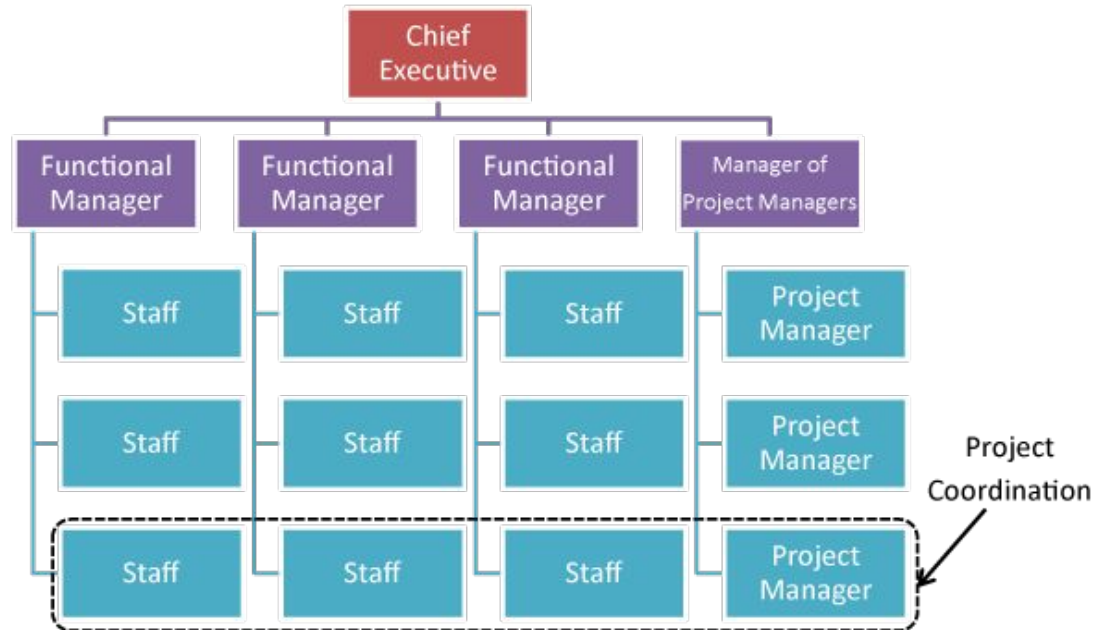 Chief
Executive
Functional
Manager
Functional
Manager
Functional
Manager
Manager of
Project Managers
Staff
Staff
Staff
Project
Manager
Staff
Staff
Staff
Project
Manager
Project
Coordination
Staff
Staff
Staff
Project
Manager